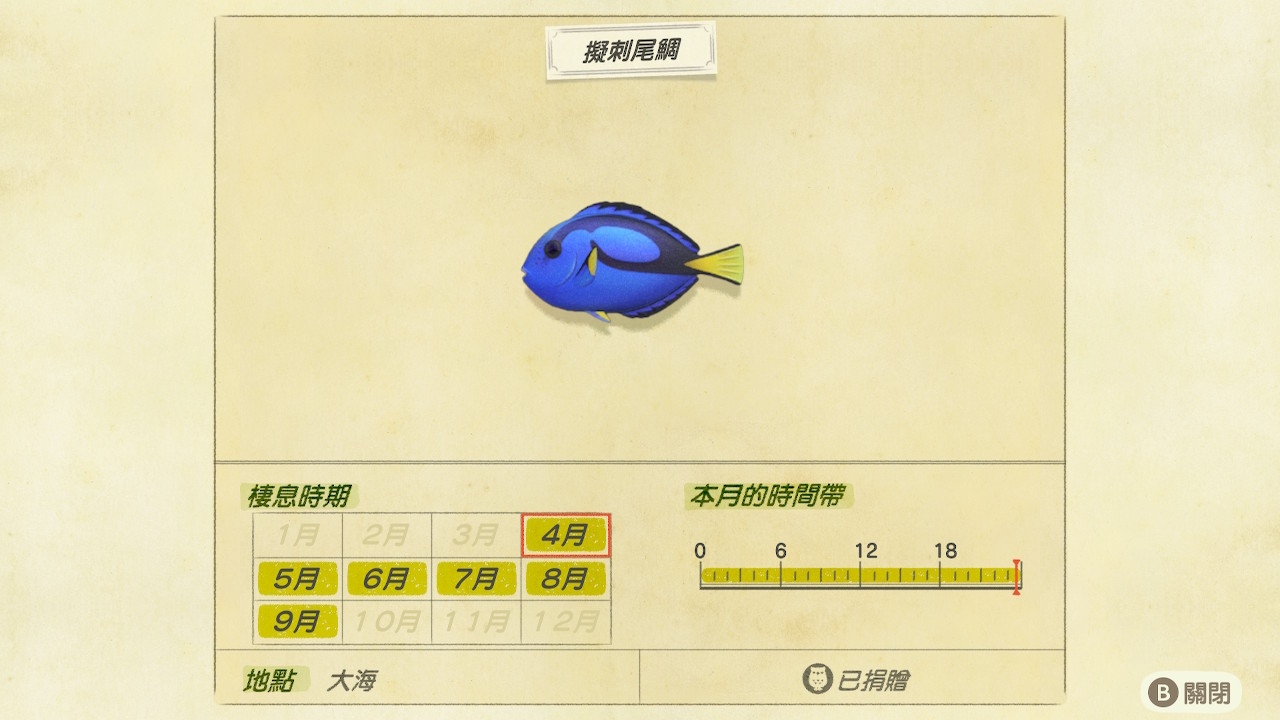 擬刺尾鯛
棲息時期
1月 2月 3月 4月
5月 6月 7月 8月
9月 10月 11月 12月
本月的時間帶
0 6 12 18
地點 大海
已捐贈
B 關閉